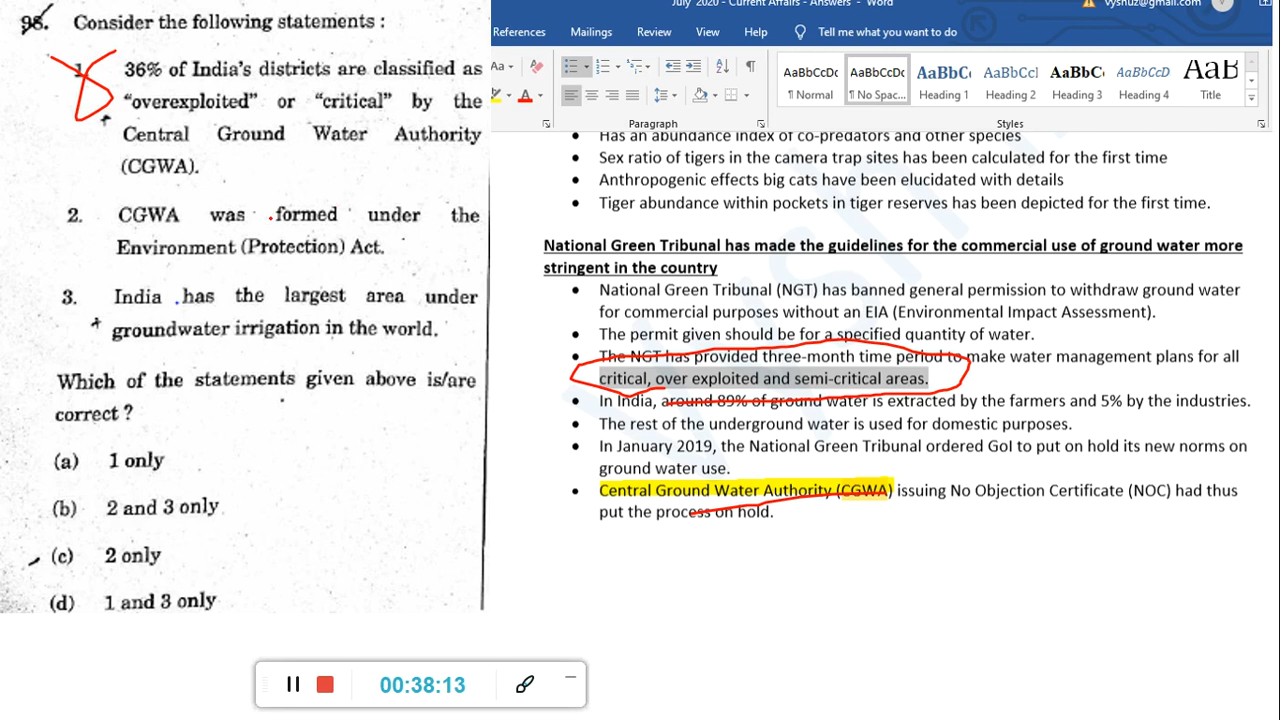 98. Consider the following statements :
1. 36% of India's districts are classified as
"overexploited" or "critical" by the
Central Ground Water Authority
(CGWA).
2. CGWA was formed under the
Environment (Protection) Act.
3. India has the largest area under
groundwater irrigation in the world.
Which of the statements given above is/are
correct ?
(a) 1 only
(b) 2 and 3 only
(c) 2 only
(d) 1 and 3 only
July 2020 - Current Affairs - Answers - Word
vyshuz@gmail.com
V
References Mailings Review View Help Tell me what you want to do
Aa
A
Paragraph
AaBbCcDc AaBbCcDc AaBbC AaBbCcl AaBbC AaBbCcD AaB
¶ Normal ¶ No Spac... Heading 1 Heading 2 Heading 3 Heading 4 Title
Styles
• Has an abundance index of co-predators and other species
• Sex ratio of tigers in the camera trap sites has been calculated for the first time
• Anthropogenic effects big cats have been elucidated with details
• Tiger abundance within pockets in tiger reserves has been depicted for the first time.
National Green Tribunal has made the guidelines for the commercial use of ground water more
stringent in the country
• National Green Tribunal (NGT) has banned general permission to withdraw ground water
for commercial purposes without an EIA (Environmental Impact Assessment).
• The permit given should be for a specified quantity of water.
• The NGT has provided three-month time period to make water management plans for all
critical, over exploited and semi-critical areas.
• In India, around 89% of ground water is extracted by the farmers and 5% by the industries.
• The rest of the underground water is used for domestic purposes.
• In January 2019, the National Green Tribunal ordered GoI to put on hold its new norms on
ground water use.
• Central Ground Water Authority (CGWA) issuing No Objection Certificate (NOC) had thus
put the process on hold.
00:38:13